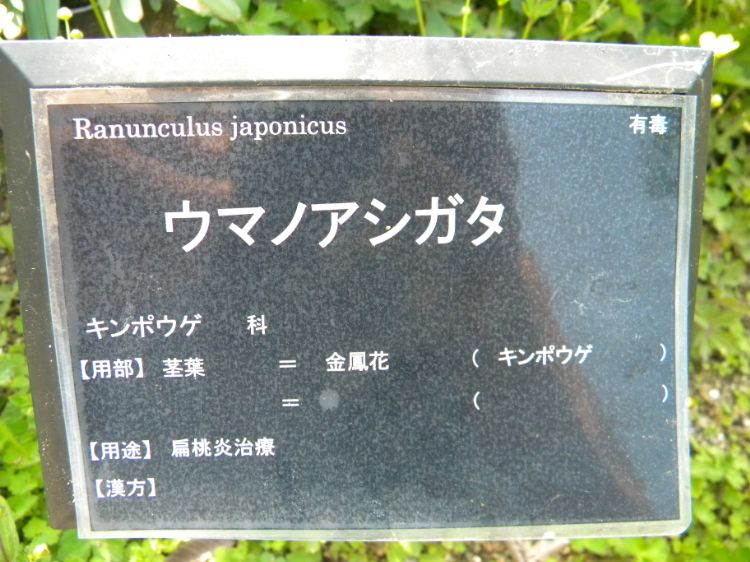 Ranunculus japonicus 有毒
ウマノアシガタ
キンポウゲ 科
【用部】 茎葉 = 金鳳花 ( キンポウゲ )
= ( )
【用途】 扁桃炎治療
【漢方】